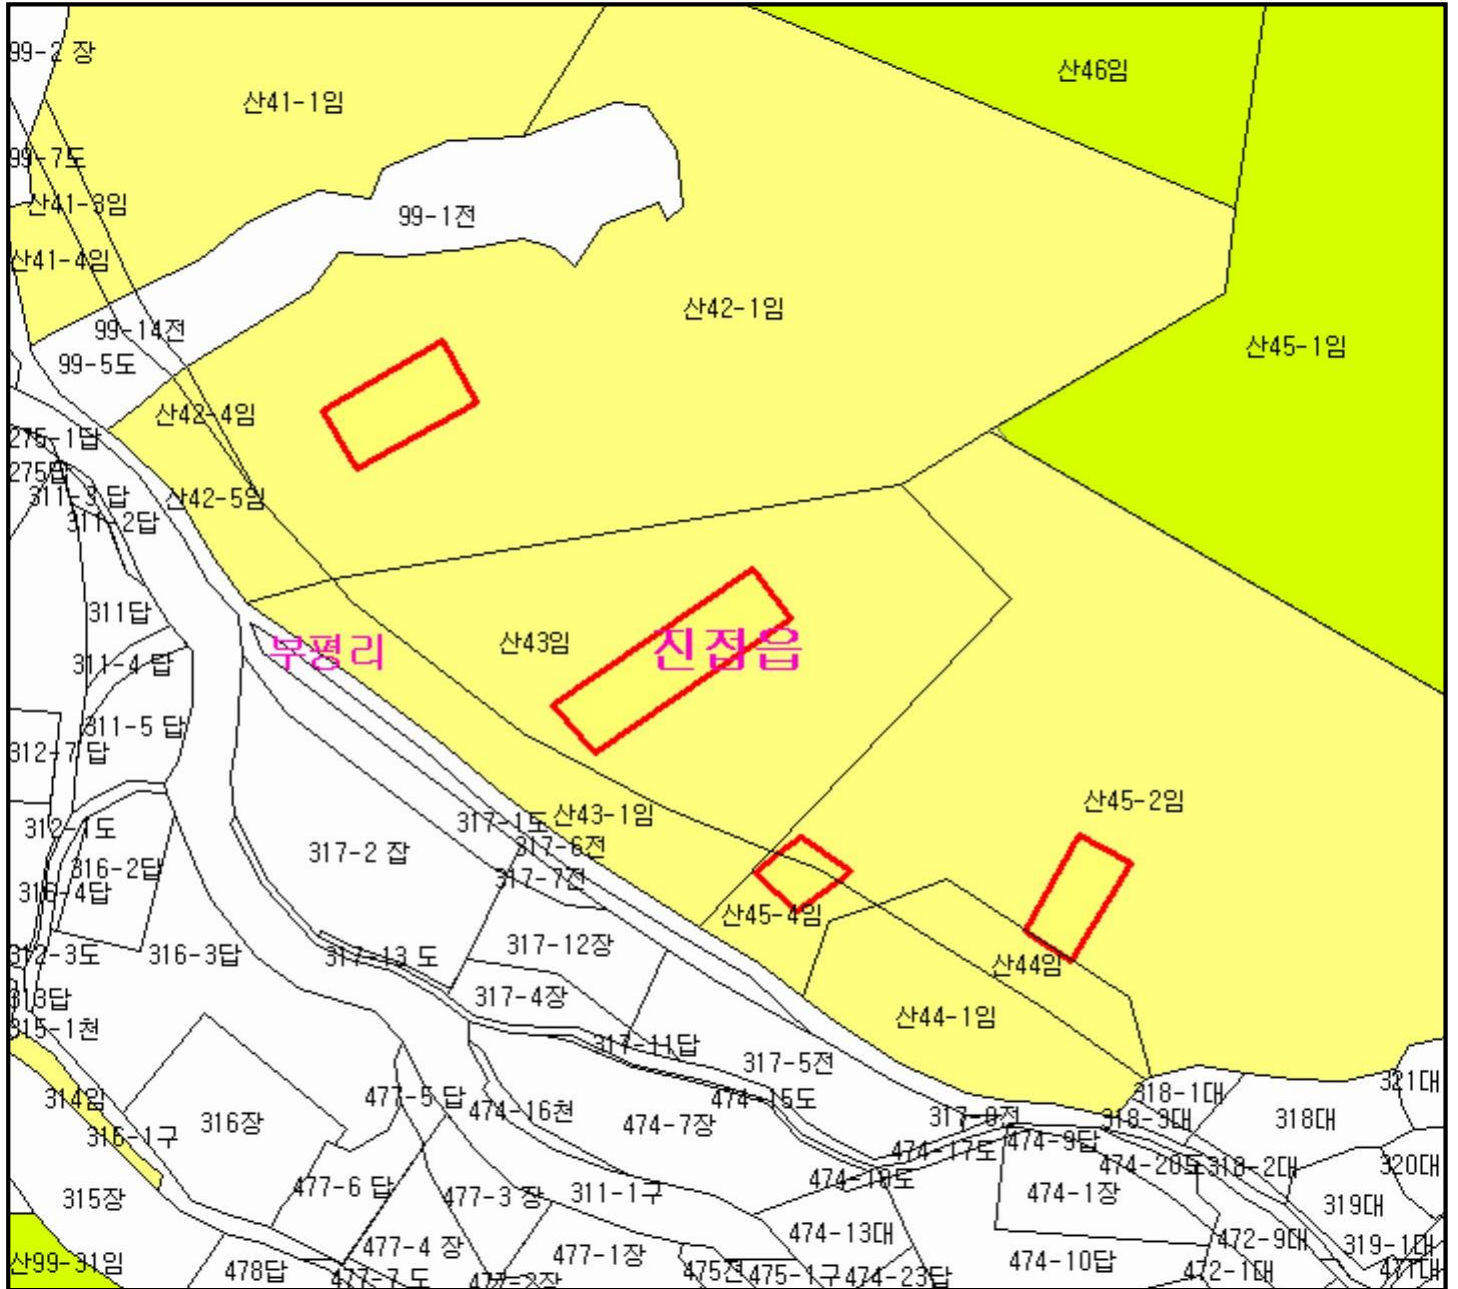 99-2 장
산46임
산41-1임
99-7도
산41-3임
99-1전
산41-4임
산42-1임
99-14전
산45-1임
99-5도
산42-4임
275-1답
275답
311-3 답
산42-5임
311-2답
311답
산43임
부평리
진접읍
311-4 답
311-5 답
312-7 답
산45-2임
산43-1임
317-1도
312-1도
317-6전
317-2 잡
316-2답
317-7전
316-4답
산45-4임
317-12장
312-3도
316-3답
317-13 도
산44임
313답
317-4장
산44-1임
315-1천
317-11답
317-5전
321대
318-1대
314임
477-5 답
474-15도
474-16천
318-3대
318대
316장
474-7장
316-1구
474-9답
474-17도
474-20도
318-2대
320대
477-6 답
315장
477-3 장
311-1구
474-1장
319대
474-13대
472-9대
319-1대
477-4 장
477-1장
산99-31임
478답
475전
475-1구
474-23답
474-10답
472-1대
471대
477-7 도
477-2장